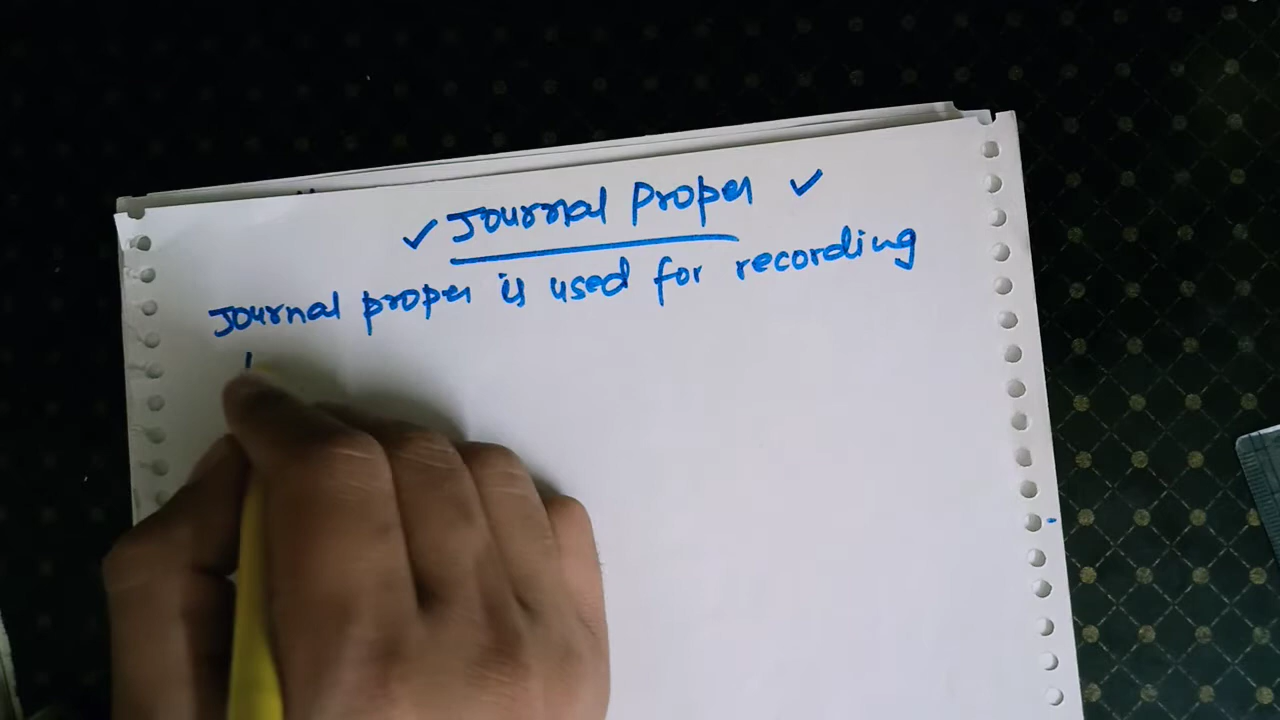 ✓ Journal Proper ✓
Journal proper is used for recording